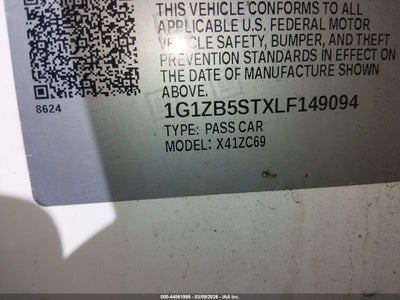 THIS VEHICLE CONFORMS TO ALL
APPLICABLE U.S. FEDERAL MOTOR
VEHICLE SAFETY, BUMPER, AND THEFT
PREVENTION STANDARDS IN EFFECT ON
THE DATE OF MANUFACTURE SHOWN
ABOVE.
8624
1G1ZB5STXLF149094
TYPE: PASS CAR
MODEL: X41ZC69
000-44561998 - 03/09/2026 - IAA Inc.